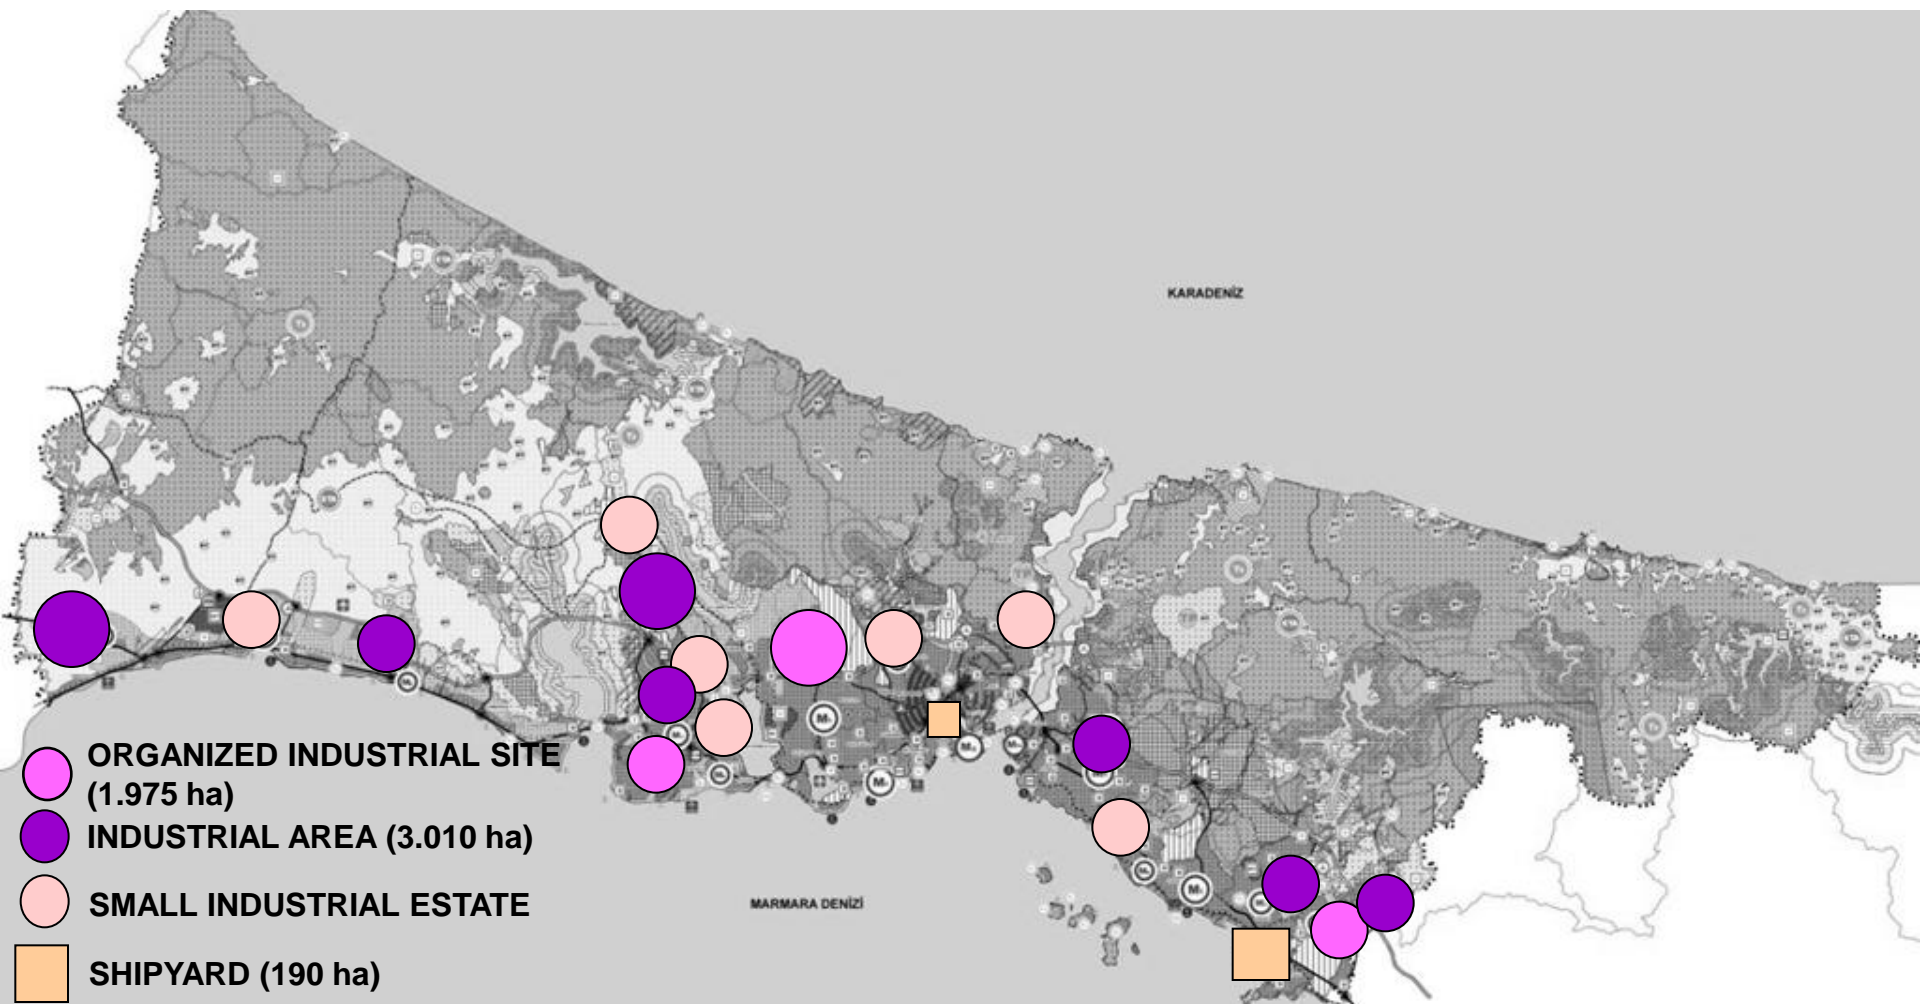 KARADENİZ
ORGANIZED INDUSTRIAL SITE
(1.975 ha)
INDUSTRIAL AREA (3.010 ha)
SMALL INDUSTRIAL ESTATE
MARMARA DENİZİ
SHIPYARD (190 ha)